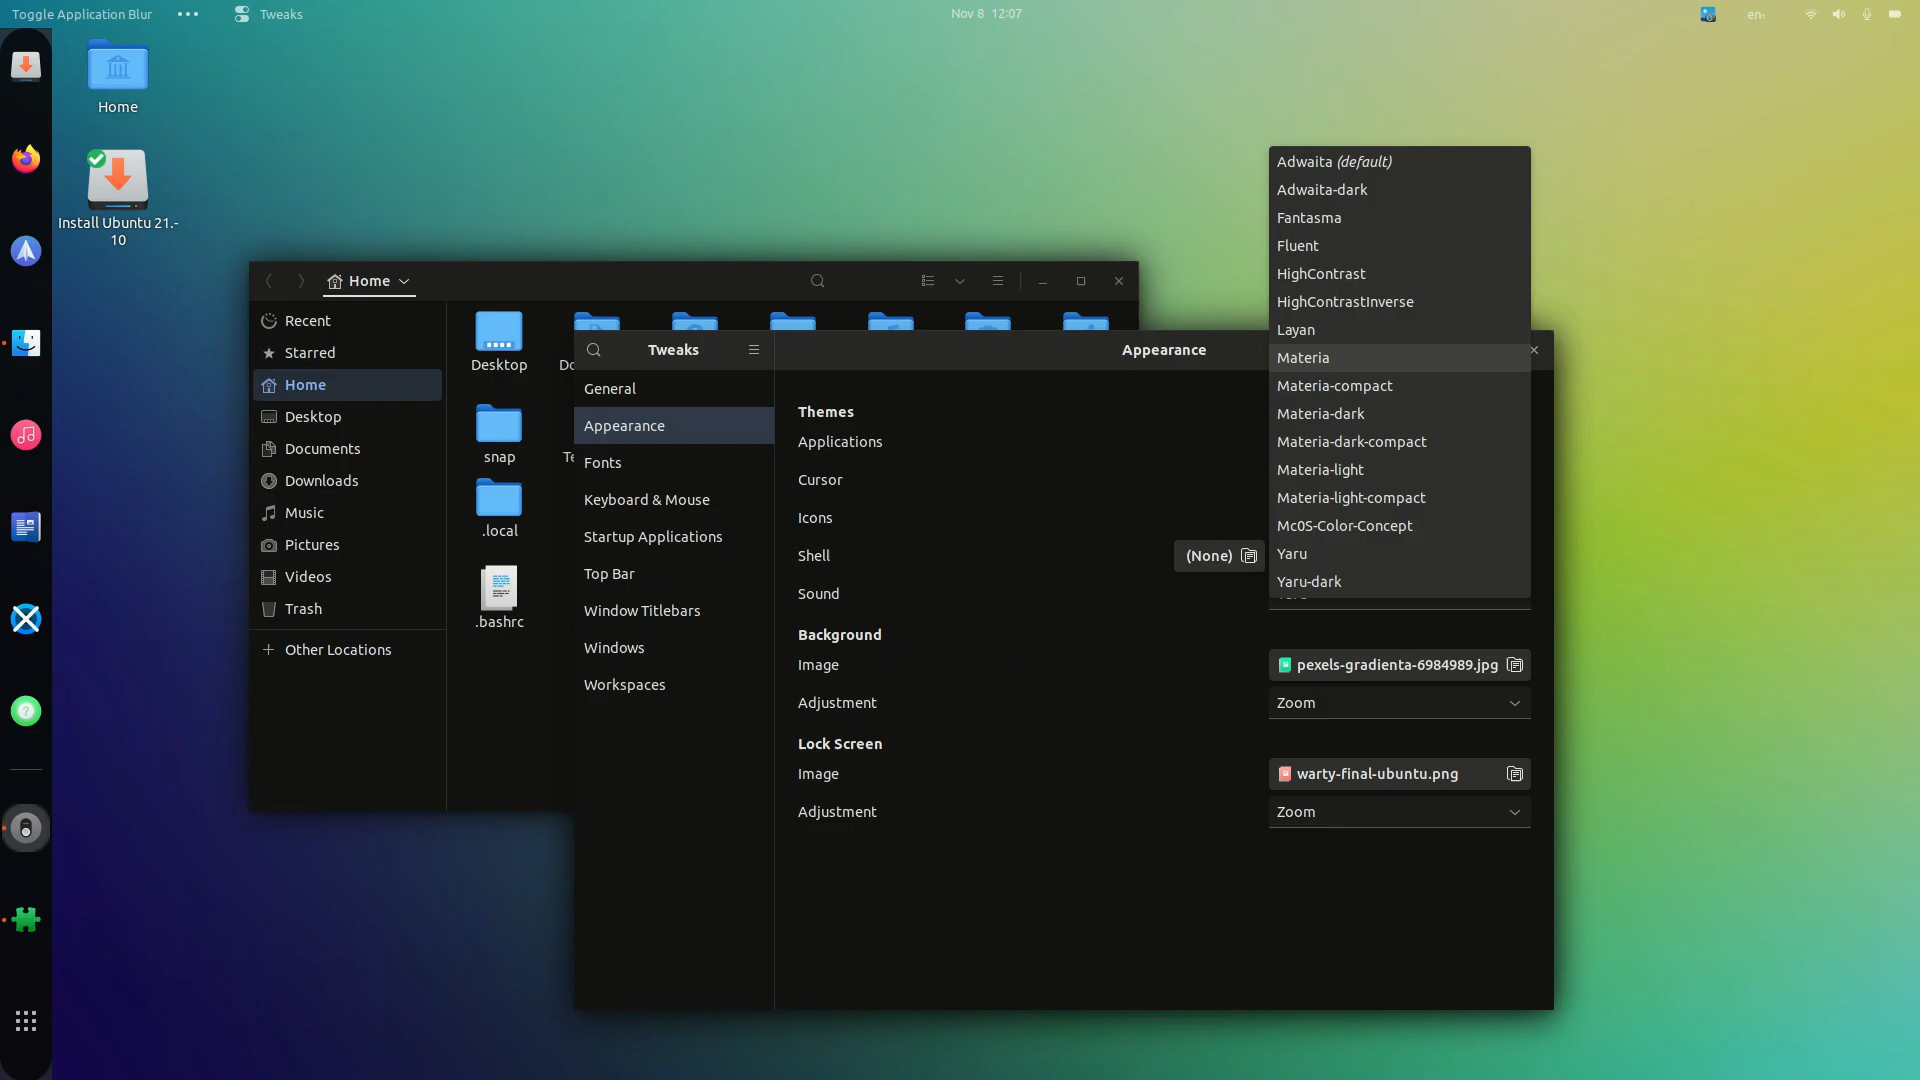 Toggle Application Blur
Tweaks
Nov 8 12:07
en₁
Home
Install Ubuntu 21.-
10
Home
Recent
Starred
Home
Desktop
Documents
Downloads
Music
Pictures
Videos
Trash
Other Locations
Desktop
snap
.local
.bashrc
Tweaks
General
Appearance
Fonts
Keyboard & Mouse
Startup Applications
Top Bar
Window Titlebars
Windows
Workspaces
Appearance
Themes
Applications
Cursor
Icons
Shell
(None)
Sound
Background
Image
pexels-gradienta-6984989.jpg
Adjustment
Zoom
Lock Screen
Image
warty-final-ubuntu.png
Adjustment
Zoom
Adwaita (default)
Adwaita-dark
Fantasma
Fluent
HighContrast
HighContrastInverse
Layan
Materia
Materia-compact
Materia-dark
Materia-dark-compact
Materia-light
Materia-light-compact
Mc0S-Color-Concept
Yaru
Yaru-dark